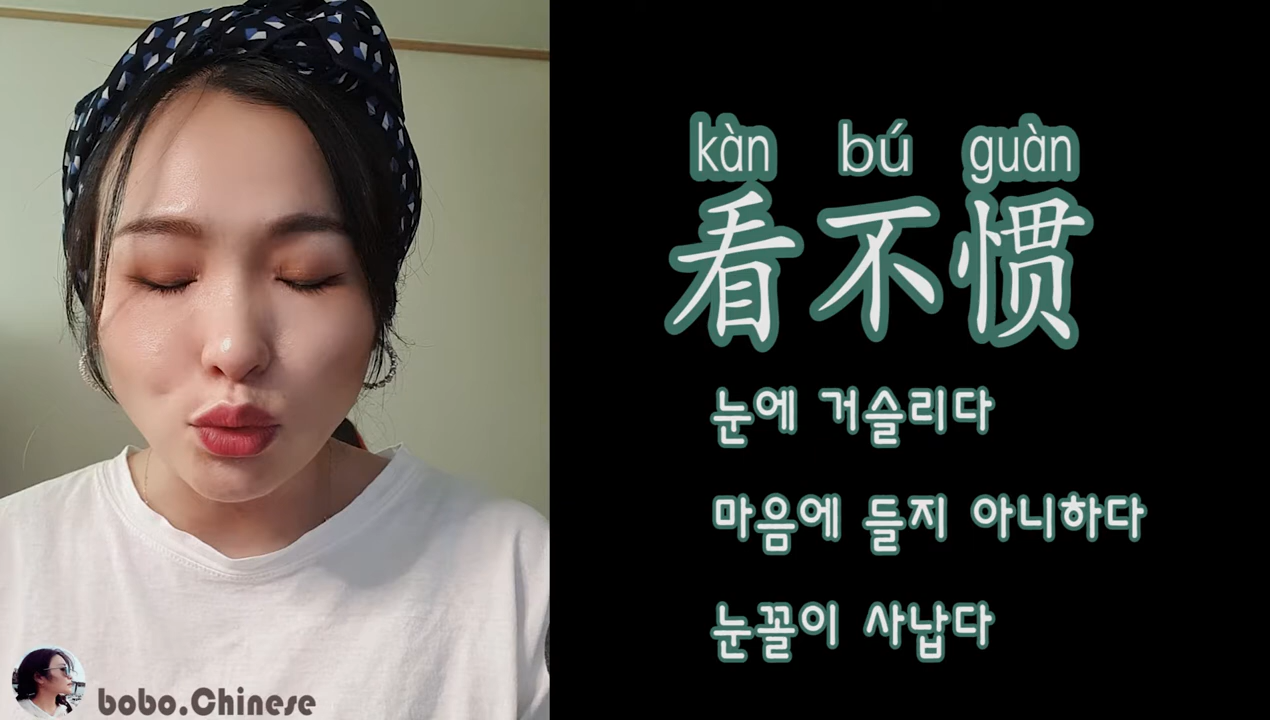 kàn bú guàn
看不惯
눈에 거슬리다
마음에 들지 아니하다
눈꼴이 사납다
bobo.Chinese